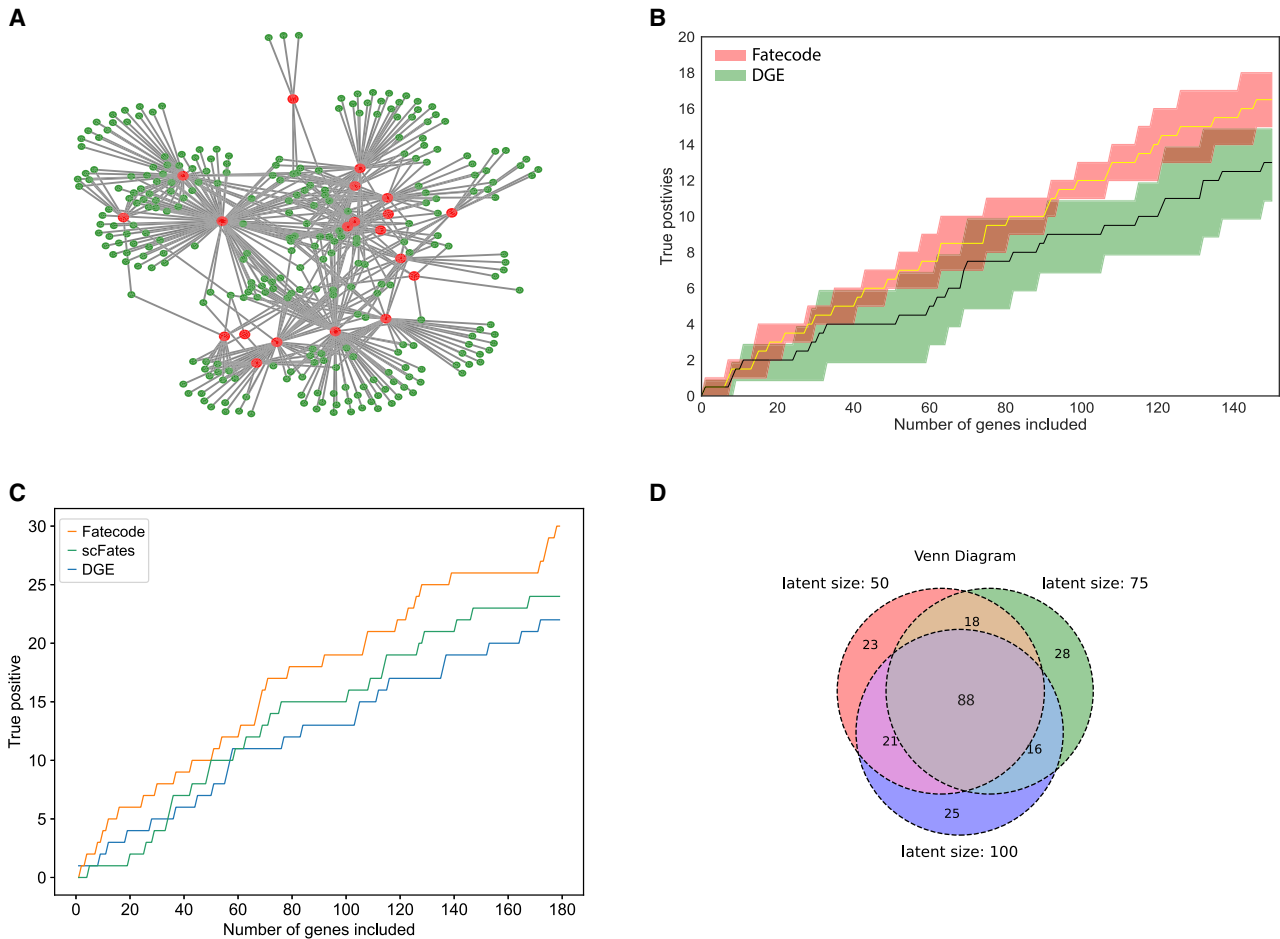 A
B
20
18
16
14
12
10
8
6
4
2
0
True postivies
Fatecode
DGE
0 20 40 60 80 100 120 140
Number of genes included
C
30
25
20
15
10
5
0
True positive
Fatecode
scFates
DGE
0 20 40 60 80 100 120 140 160 180
Number of genes included
D
Venn Diagram
latent size: 50
latent size: 75
18
23
28
88
21
16
25
latent size: 100